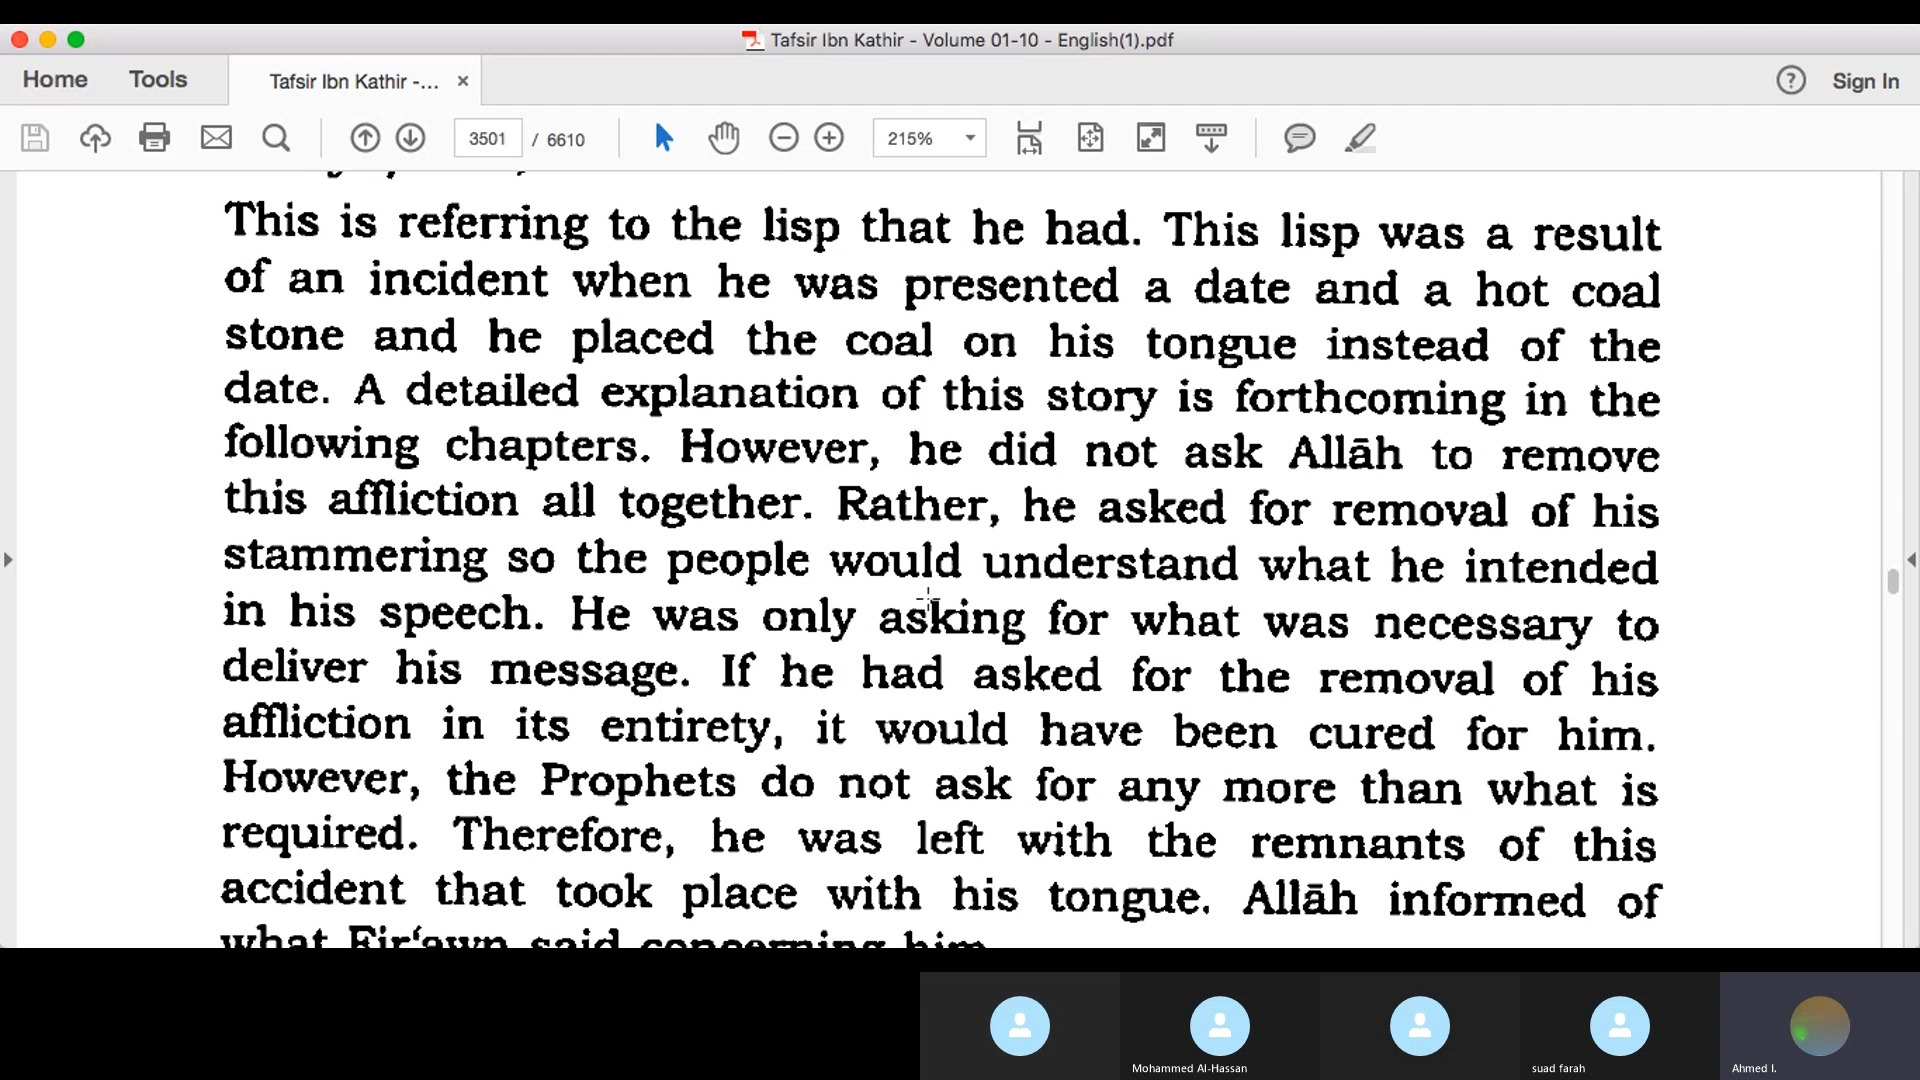 Tafsir Ibn Kathir - Volume 01-10 - English(1).pdf
Home Tools Tafsir Ibn Kathir -... × ? Sign In
3501 / 6610 215%
This is referring to the lisp that he had. This lisp was a result
of an incident when he was presented a date and a hot coal
stone and he placed the coal on his tongue instead of the
date. A detailed explanation of this story is forthcoming in the
following chapters. However, he did not ask Allāh to remove
this affliction all together. Rather, he asked for removal of his
stammering so the people would understand what he intended
in his speech. He was only asking for what was necessary to
deliver his message. If he had asked for the removal of his
affliction in its entirety, it would have been cured for him.
However, the Prophets do not ask for any more than what is
required. Therefore, he was left with the remnants of this
accident that took place with his tongue. Allāh informed of
what Fir‘awn said concerning him
Mohammed Al-Hassan suad farah Ahmed I.